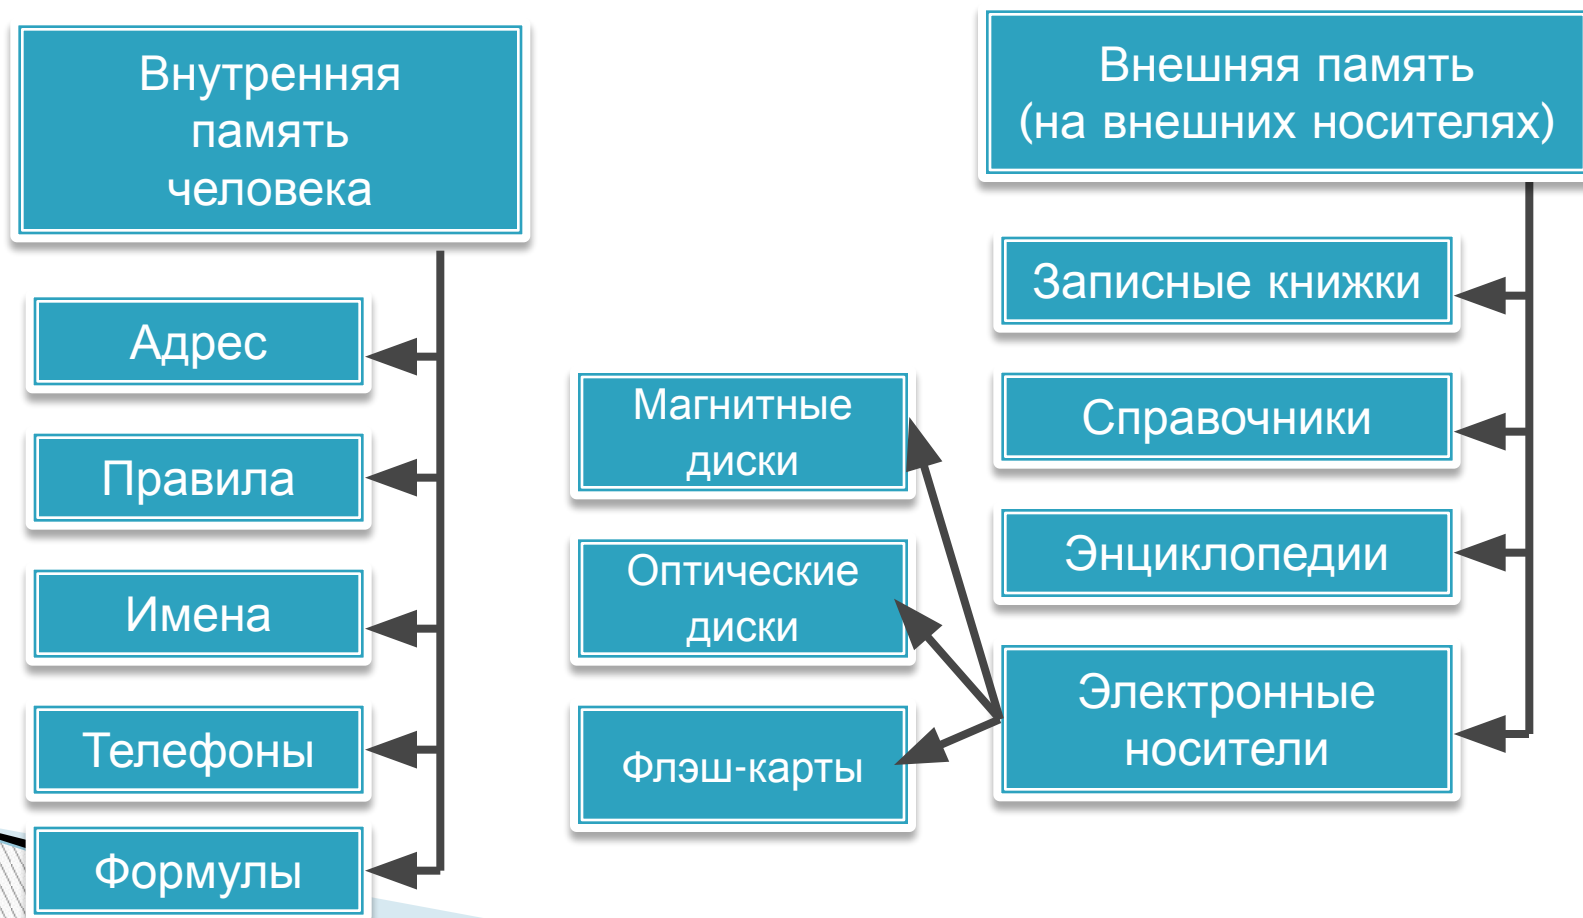 Внутренняя
память
человека
Адрес
Правила
Имена
Телефоны
Формулы
Внешняя память
(на внешних носителях)
Записные книжки
Справочники
Энциклопедии
Электронные
носители
Магнитные
диски
Оптические
диски
Флэш-карты